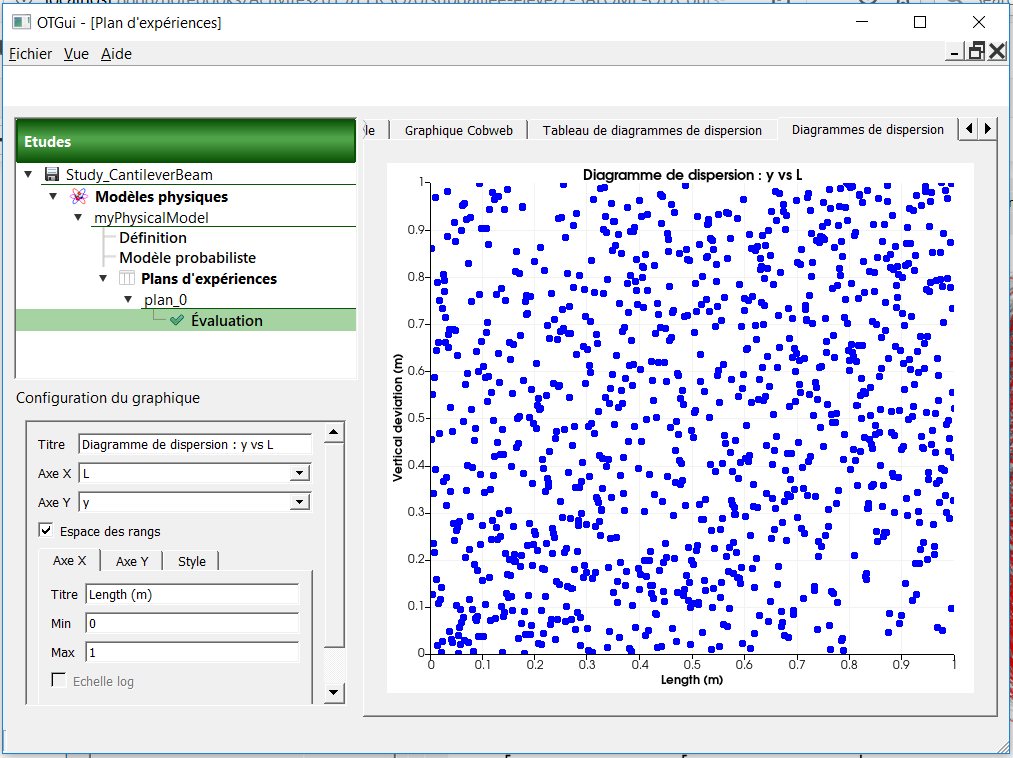 OTGui - [Plan d'expériences]
Fichier Vue Aide
Etudes
Study_CantileverBeam
Modèles physiques
myPhysicalModel
Définition
Modèle probabiliste
Plans d'expériences
plan_0
Évaluation
Configuration du graphique
Titre Diagramme de dispersion : y vs L
Axe X L
Axe Y y
Espace des rangs
Axe X Axe Y Style
Titre Length (m)
Min 0
Max 1
Echelle log
Graphique Cobweb Tableau de diagrammes de dispersion Diagrammes de dispersion
Diagramme de dispersion : y vs L
Vertical deviation (m)
1
0.9
0.8
0.7
0.6
0.5
0.4
0.3
0.2
0.1
0
0 0.1 0.2 0.3 0.4 0.5 0.6 0.7 0.8 0.9 1
Length (m)